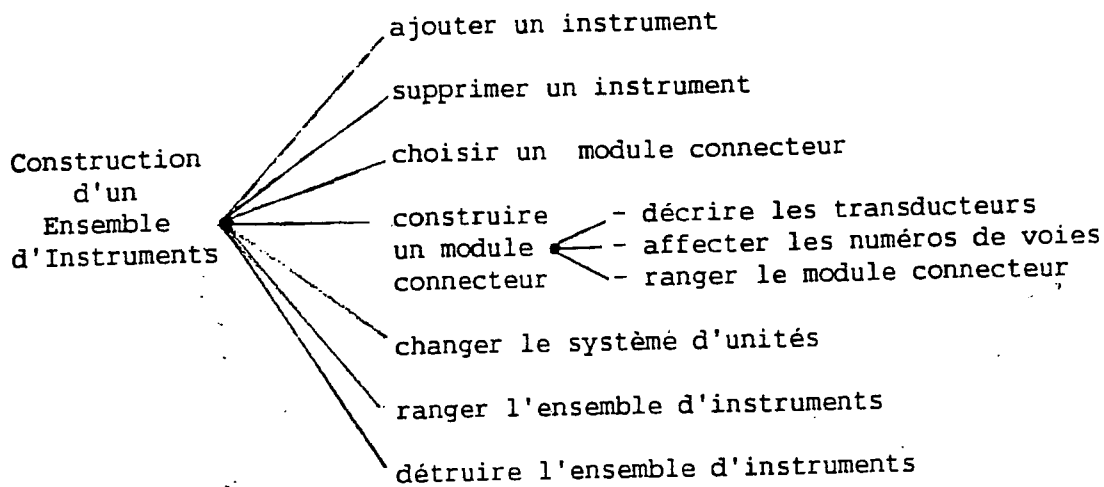 ajouter un instrument
supprimer un instrument
choisir un module connecteur
Construction
d'un
Ensemble
d'Instruments
construire
un module
connecteur
- décrire les transducteurs
- affecter les numéros de voies
- ranger le module connecteur
changer le système d'unités
ranger l'ensemble d'instruments
détruire l'ensemble d'instruments